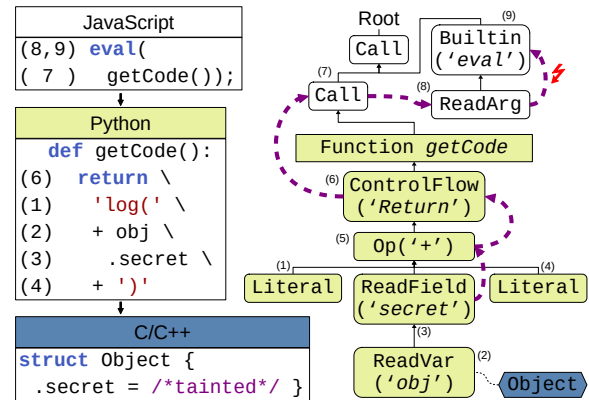 JavaScript
(8,9) eval(
( 7 ) getCode());
Python
def getCode():
(6) return \
(1) 'log(' \
(2) + obj \
(3) .secret \
(4) + ')'
C/C++
struct Object {
.secret = /*tainted*/ }
Root
Call
(9)
Builtin
('eval')
(7)
Call
(8)
ReadArg
Function getCode
(6)
ControlFlow
('Return')
(5)
Op('+')
(1)
Literal
ReadField
('secret')
(4)
Literal
(3)
ReadVar
('obj')
(2)
Object